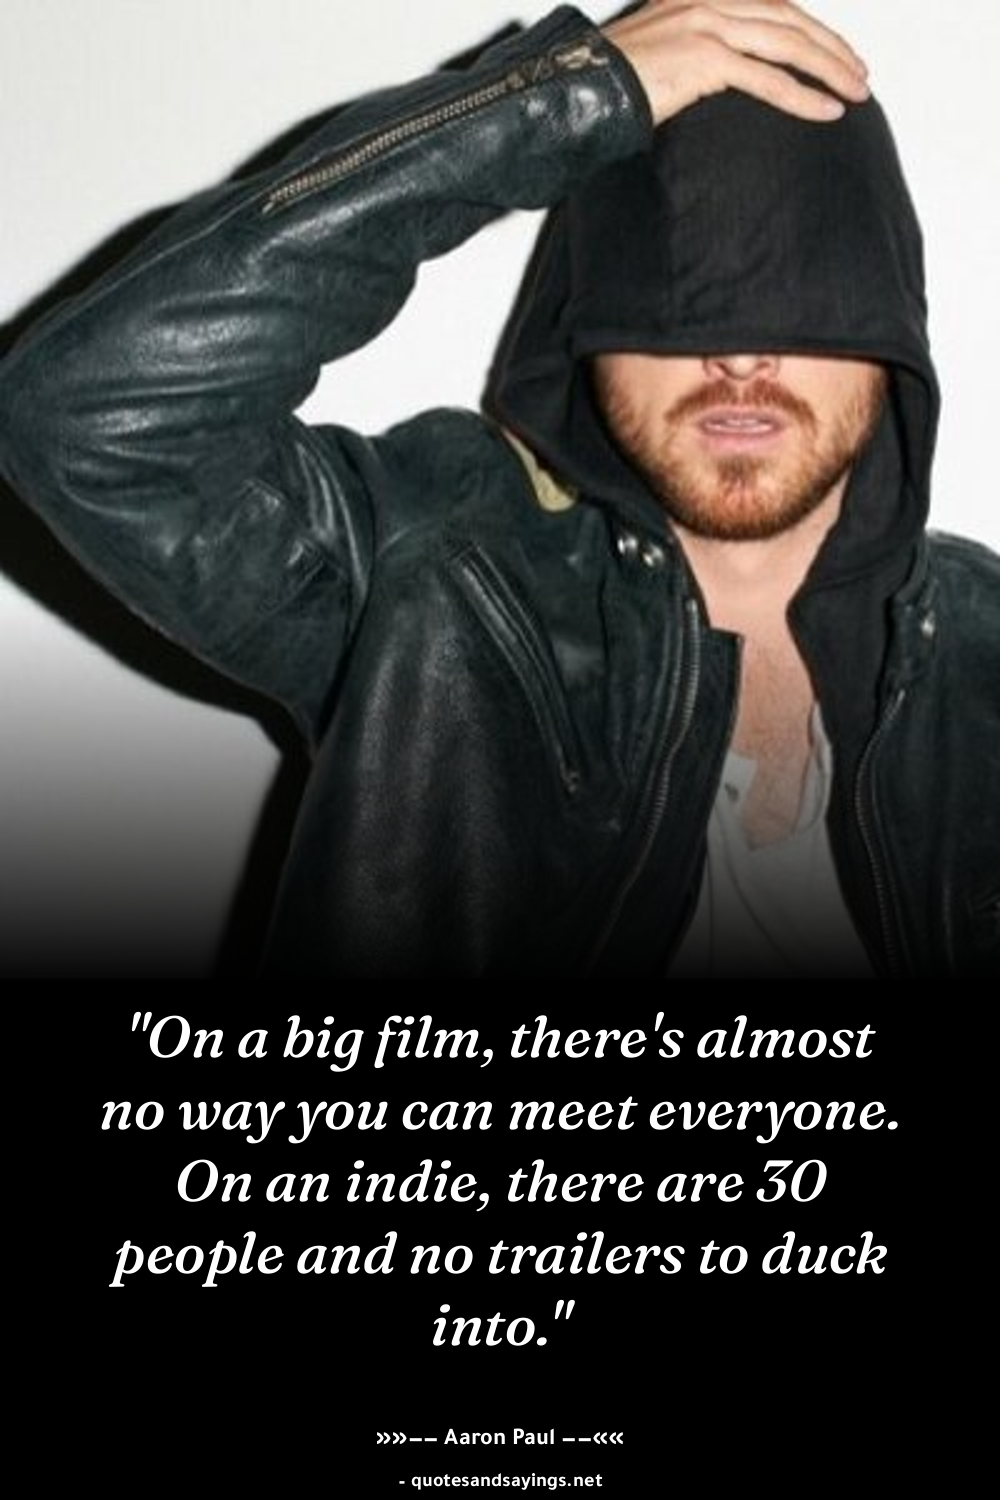 "On a big film, there's almost
no way you can meet everyone.
On an indie, there are 30
people and no trailers to duck
into."
»»–– Aaron Paul ––««
- quotesandsayings.net